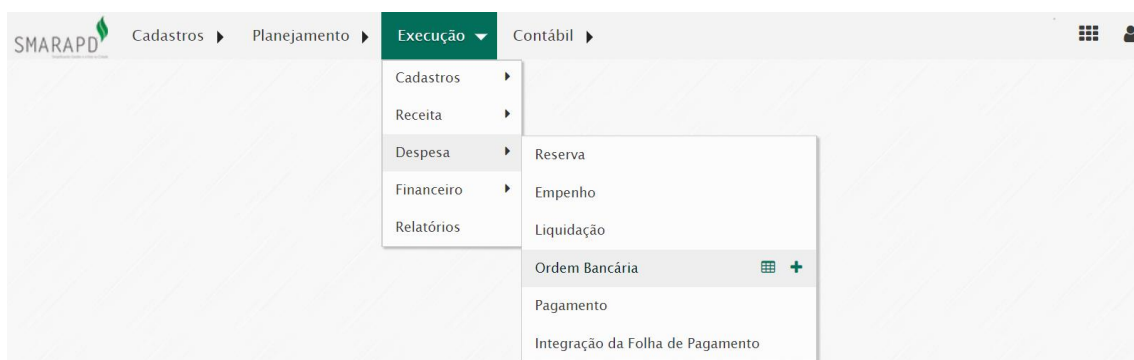 SMARAPD Cadastros Planejamento Execução Contábil
Cadastros
Receita
Despesa
Financeiro
Relatórios
Reserva
Empenho
Liquidação
Ordem Bancária
Pagamento
Integração da Folha de Pagamento